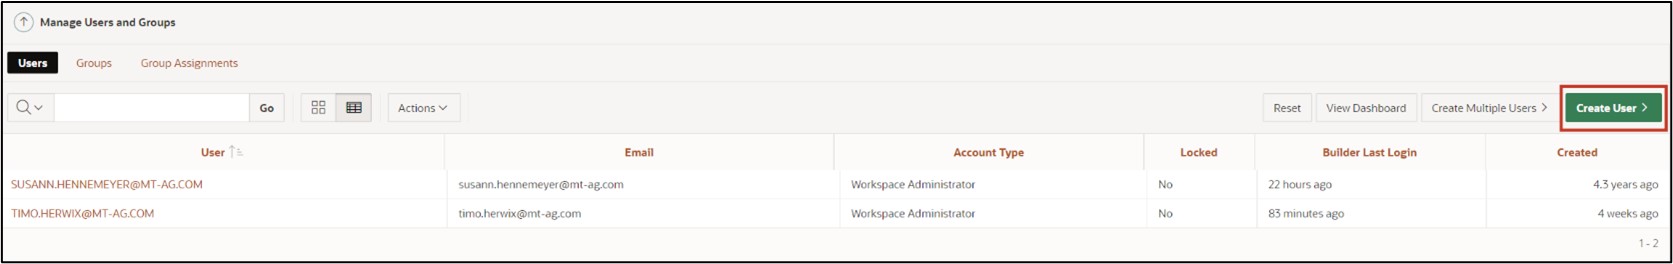 Manage Users and Groups
Users Groups Group Assignments
Go Actions Reset View Dashboard Create Multiple Users Create User
User Email Account Type Locked Builder Last Login Created
SUSANN.HENNEMEYER@MT-AG.COM susann.hennemeyer@mt-ag.com Workspace Administrator No 22 hours ago 4.3 years ago
TIMO.HERWIX@MT-AG.COM timo.herwix@mt-ag.com Workspace Administrator No 83 minutes ago 4 weeks ago
1 - 2